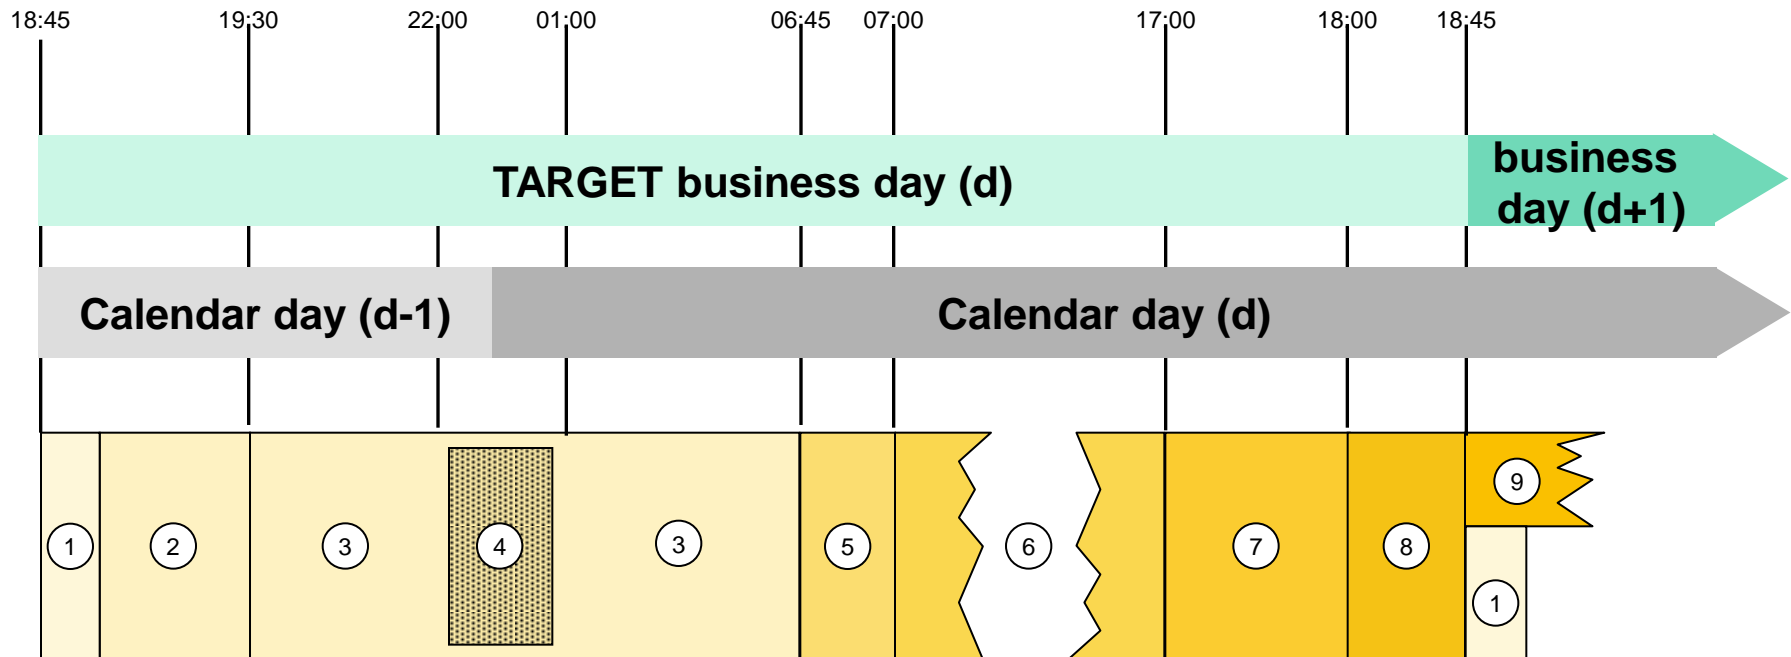 18:45 19:30 22:00 01:00 06:45 07:00 17:00 18:00 18:45
TARGET business day (d)
business
day (d+1)
Calendar day (d-1) Calendar day (d)
9
1 2 3 4 3 5 6 7 8
1